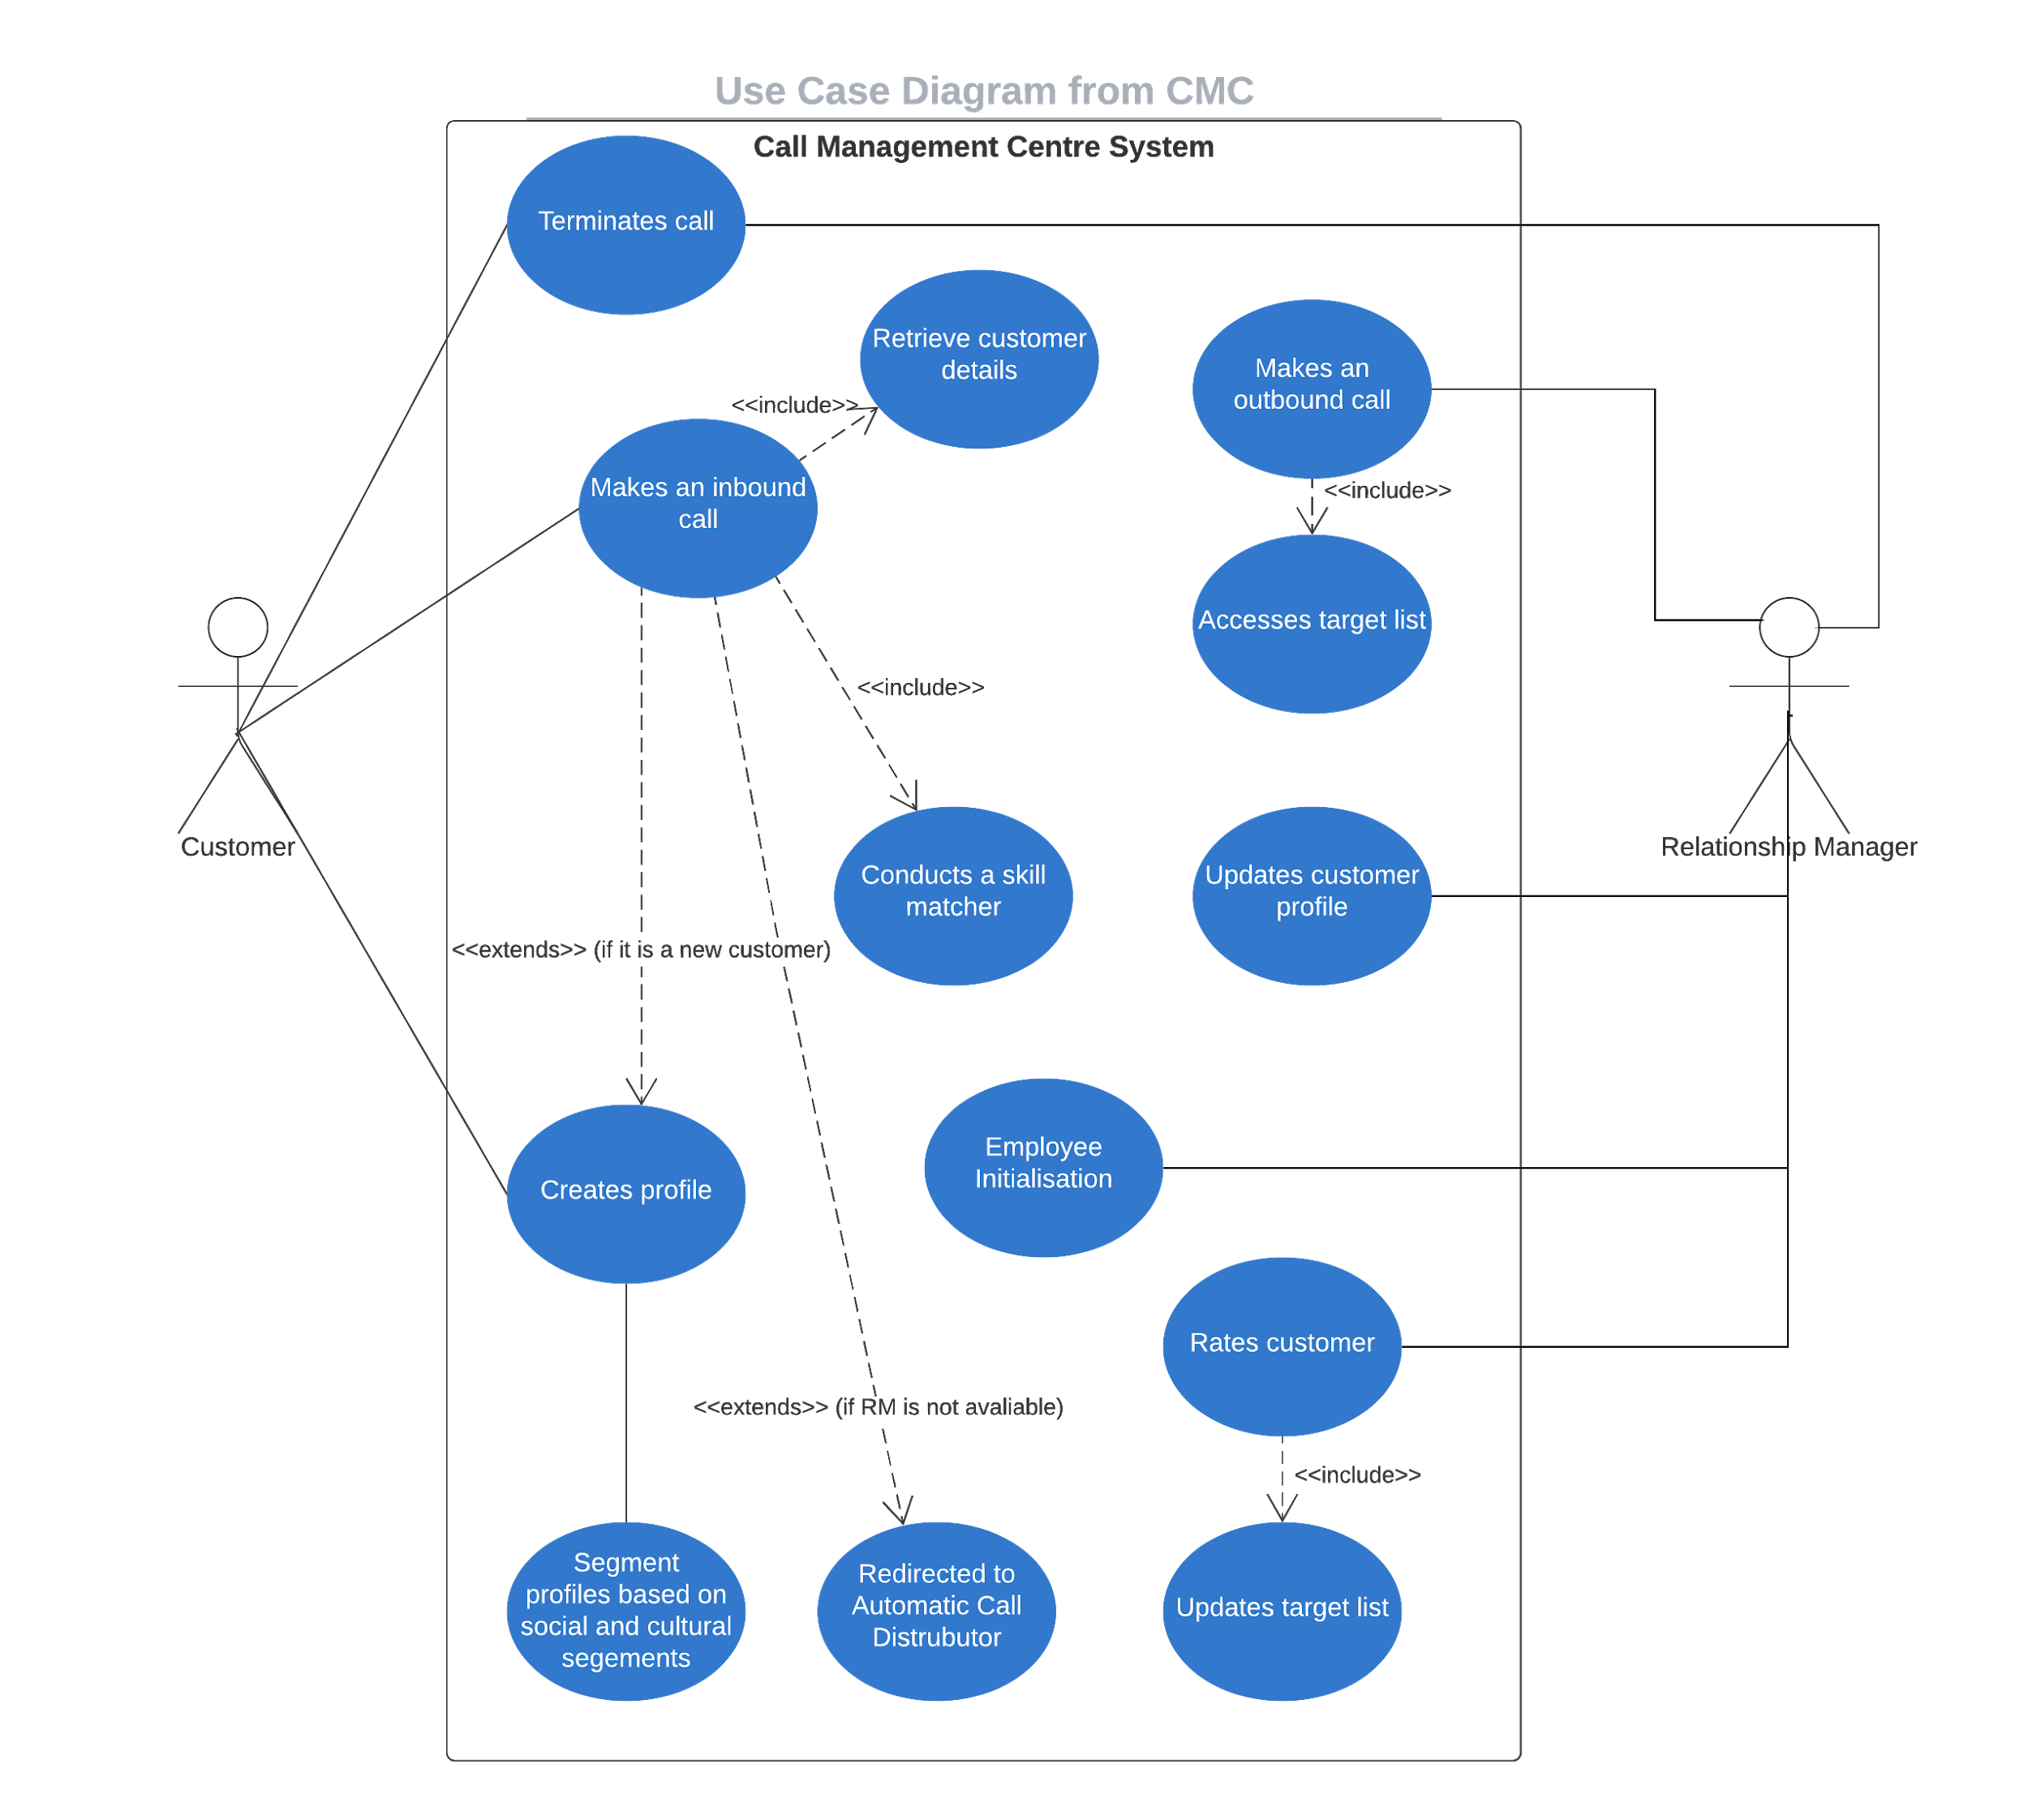 Use Case Diagram from CMC
Call Management Centre System
Terminates call
Retrieve customer
details
Makes an
outbound call
<<include>>
Makes an inbound
call
<<include>>
Accesses target list
<<include>>
Customer
Relationship Manager
Conducts a skill
matcher
Updates customer
profile
<<extends>> (if it is a new customer)
Employee
Initialisation
Creates profile
Rates customer
<<extends>> (if RM is not avaliable)
<<include>>
Segment
profiles based on
social and cultural
segements
Redirected to
Automatic Call
Distrubutor
Updates target list